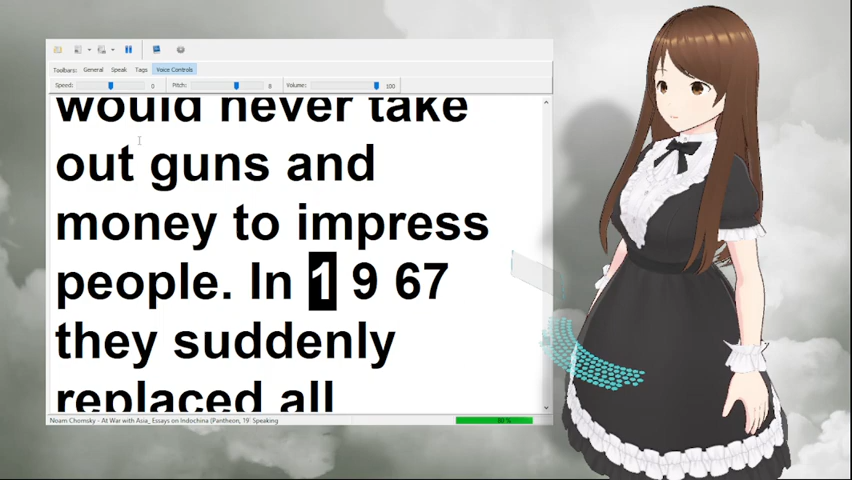 Toolbars: General Speak Tags Voice Controls
Speed: 0 Pitch: 8 Volume: 100
would never take
out guns and
money to impress
people. In 1 9 67
they suddenly
replaced all
Noam Chomsky - At War with Asia_ Essays on Indochina (Pantheon, 19 Speaking 80 %